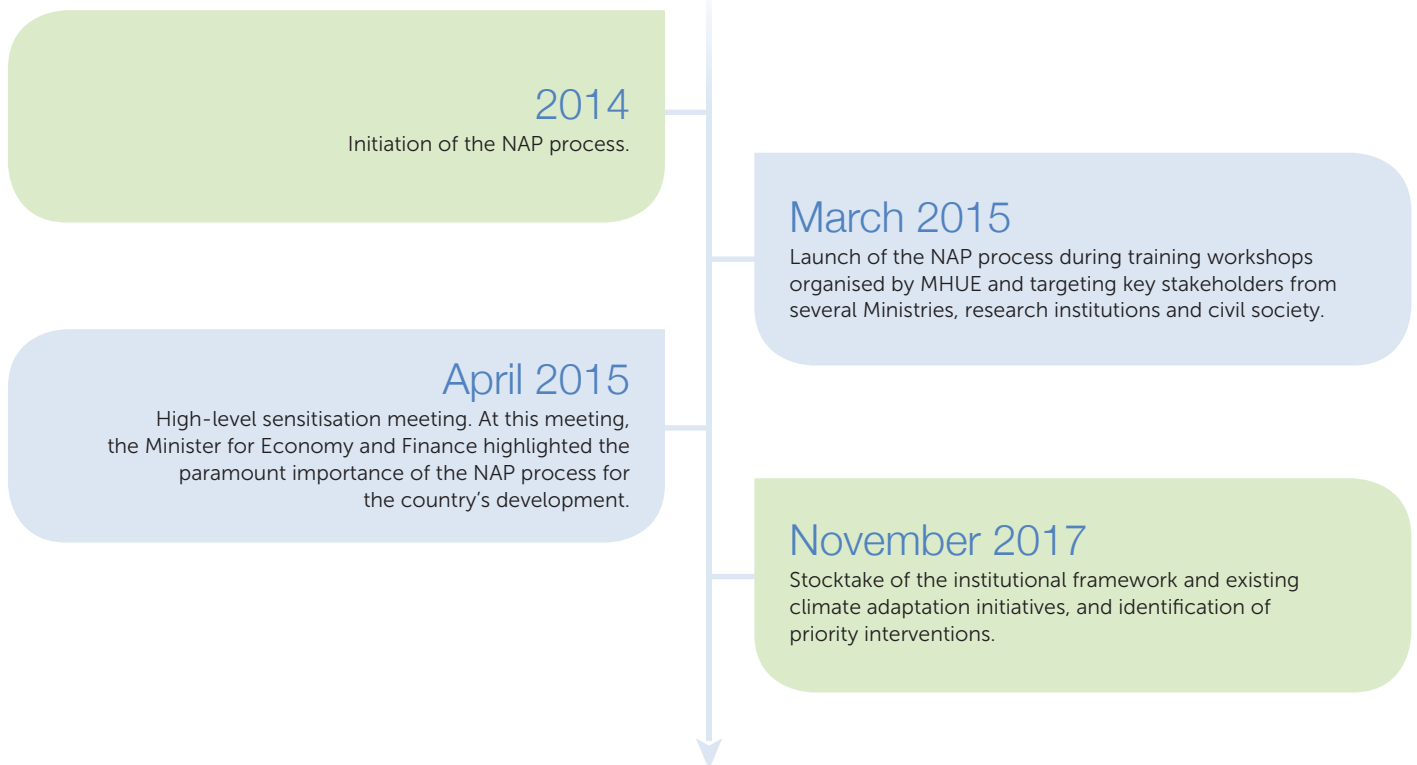 2014
Initiation of the NAP process.
March 2015
Launch of the NAP process during training workshops
organised by MHUE and targeting key stakeholders from
several Ministries, research institutions and civil society.
April 2015
High-level sensitisation meeting. At this meeting,
the Minister for Economy and Finance highlighted the
paramount importance of the NAP process for
the country’s development.
November 2017
Stocktake of the institutional framework and existing
climate adaptation initiatives, and identification of
priority interventions.